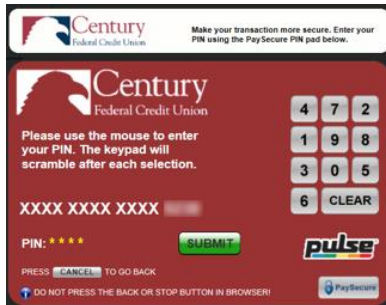 Century
Federal Credit Union
Make your transaction more secure. Enter your
PIN using the PaySecure PIN pad below.
Century
Federal Credit Union
Please use the mouse to enter
your PIN. The keypad will
scramble after each selection.
4 7 2
1 9 8
3 0 5
6 CLEAR
XXXX XXXX XXXX
PIN: * * * *
SUBMIT
pulse
PRESS CANCEL TO GO BACK
DO NOT PRESS THE BACK OR STOP BUTTON IN BROWSER!
PaySecure